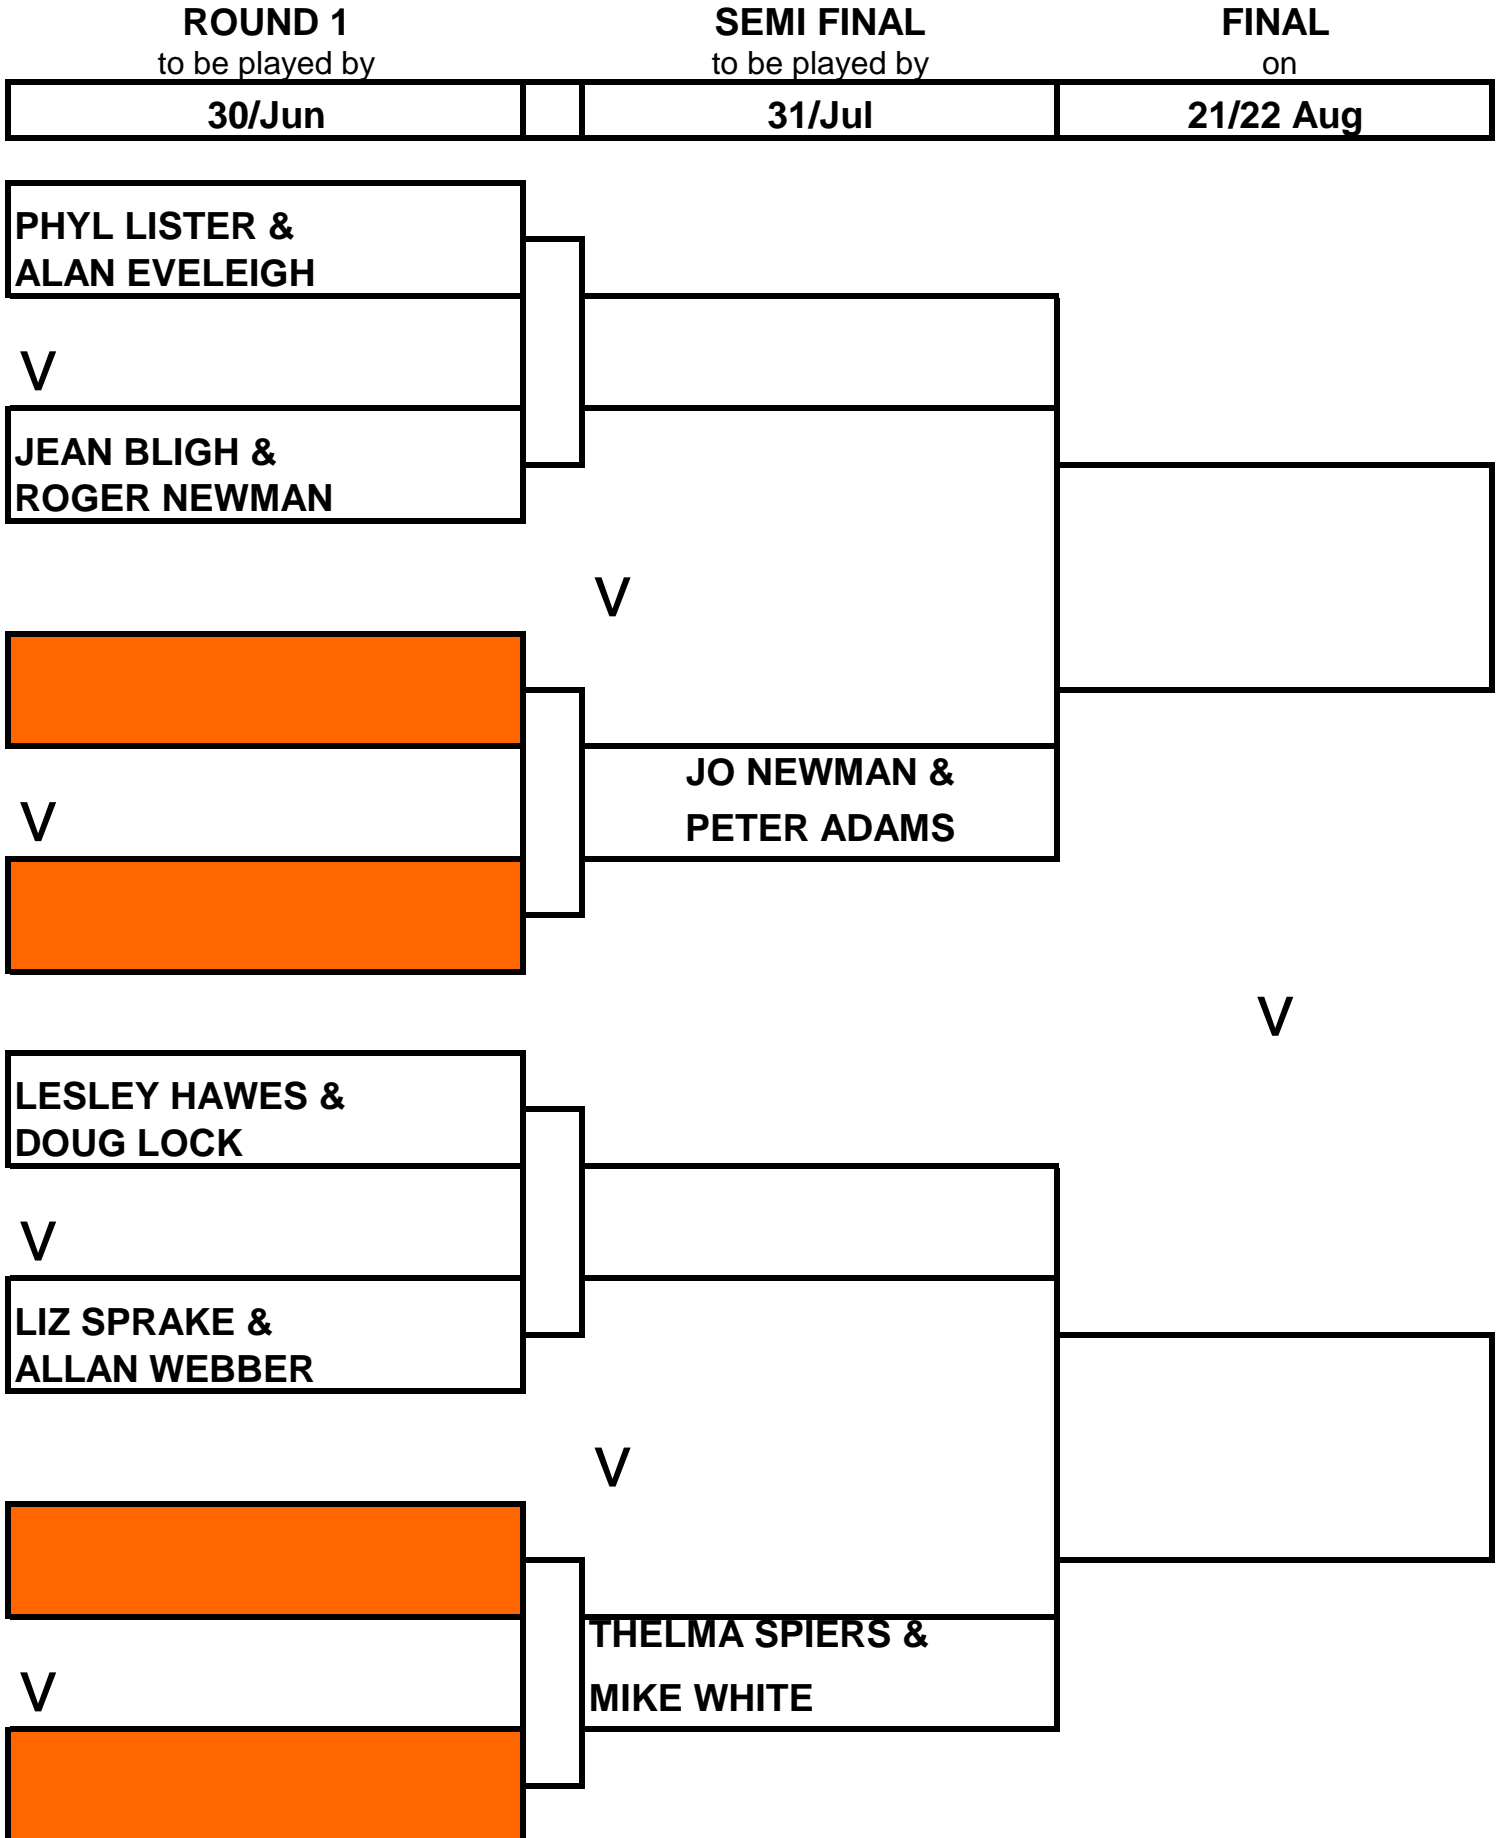 ROUND 1
to be played by
30/Jun
SEMI FINAL
to be played by
31/Jul
FINAL
on
21/22 Aug
PHYL LISTER &
ALAN EVELEIGH
V
JEAN BLIGH &
ROGER NEWMAN
V
V
JO NEWMAN &
PETER ADAMS
V
LESLEY HAWES &
DOUG LOCK
V
LIZ SPRAKE &
ALLAN WEBBER
V
V
THELMA SPIERS &
MIKE WHITE